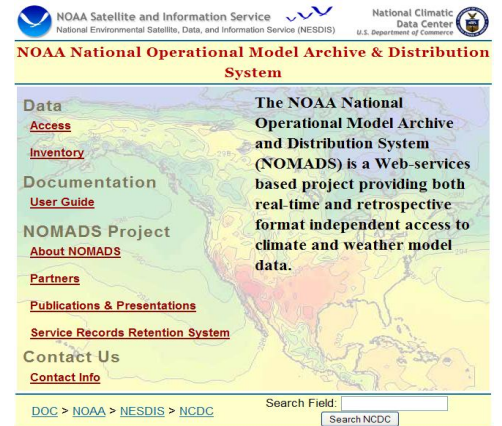 NOAA Satellite and Information Service
National Environmental Satellite, Data, and Information Service (NESDIS)
National Climatic
Data Center
U.S. Department of Commerce
NOAA National Operational Model Archive & Distribution
System
Data
Access
Inventory
Documentation
User Guide
NOMADS Project
About NOMADS
Partners
Publications & Presentations
Service Records Retention System
Contact Us
Contact Info
The NOAA National
Operational Model Archive
and Distribution System
(NOMADS) is a Web-services
based project providing both
real-time and retrospective
format independent access to
climate and weather model
data.
DOC > NOAA > NESDIS > NCDC
Search Field:
Search NCDC